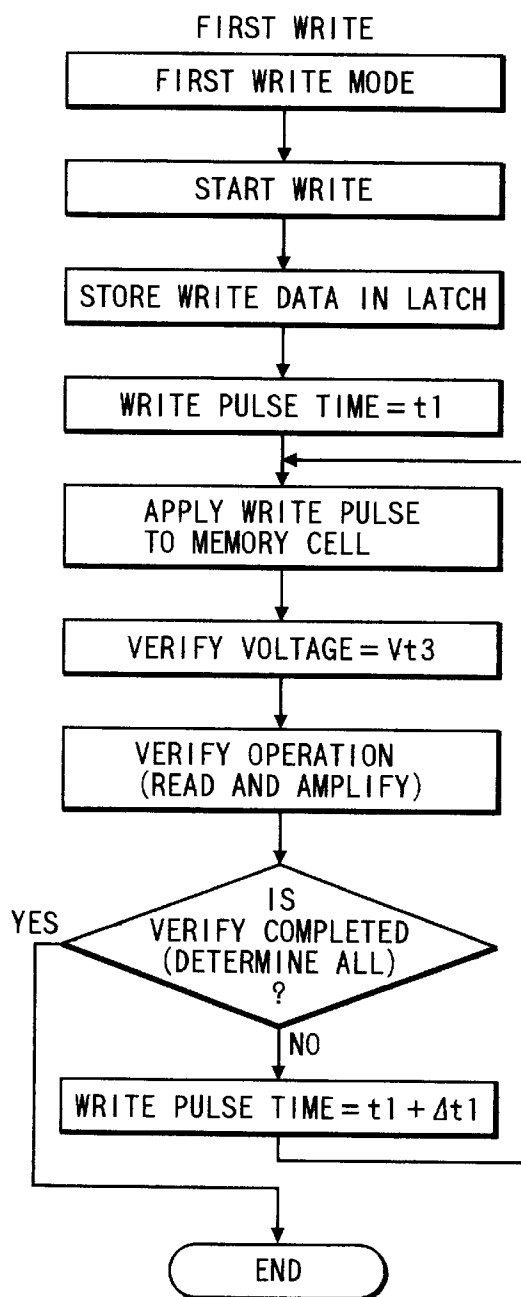 FIRST WRITE
FIRST WRITE MODE
START WRITE
STORE WRITE DATA IN LATCH
WRITE PULSE TIME = t1
APPLY WRITE PULSE
TO MEMORY CELL
VERIFY VOLTAGE = Vt3
VERIFY OPERATION
(READ AND AMPLIFY)
IS
VERIFY COMPLETED
(DETERMINE ALL)
?
YES
NO
WRITE PULSE TIME = t1 + Δt1
END